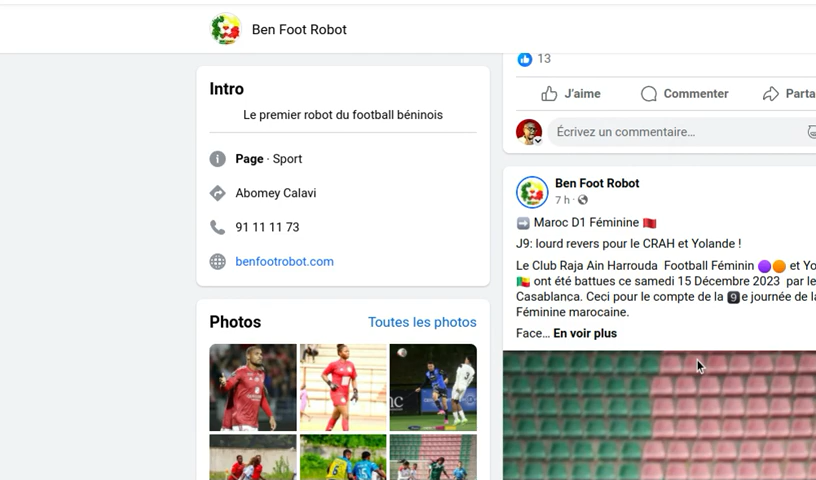 Ben Foot Robot
Intro
Le premier robot du football béninois
Page · Sport
Abomey Calavi
91 11 11 73
benfootrobot.com
Photos
Toutes les photos
13
J'aime
Commenter
Parta
Écrivez un commentaire…
Ben Foot Robot
7 h ·
➡️ Maroc D1 Féminine 🇲🇦
J9: lourd revers pour le CRAH et Yolande !
Le Club Raja Ain Harrouda Football Féminin 🟣🟠 et Yo
🇧🇯 ont été battues ce samedi 15 Décembre 2023 par le
Casablanca. Ceci pour le compte de la 9️⃣e journée de la
Féminine marocaine.
Face… En voir plus